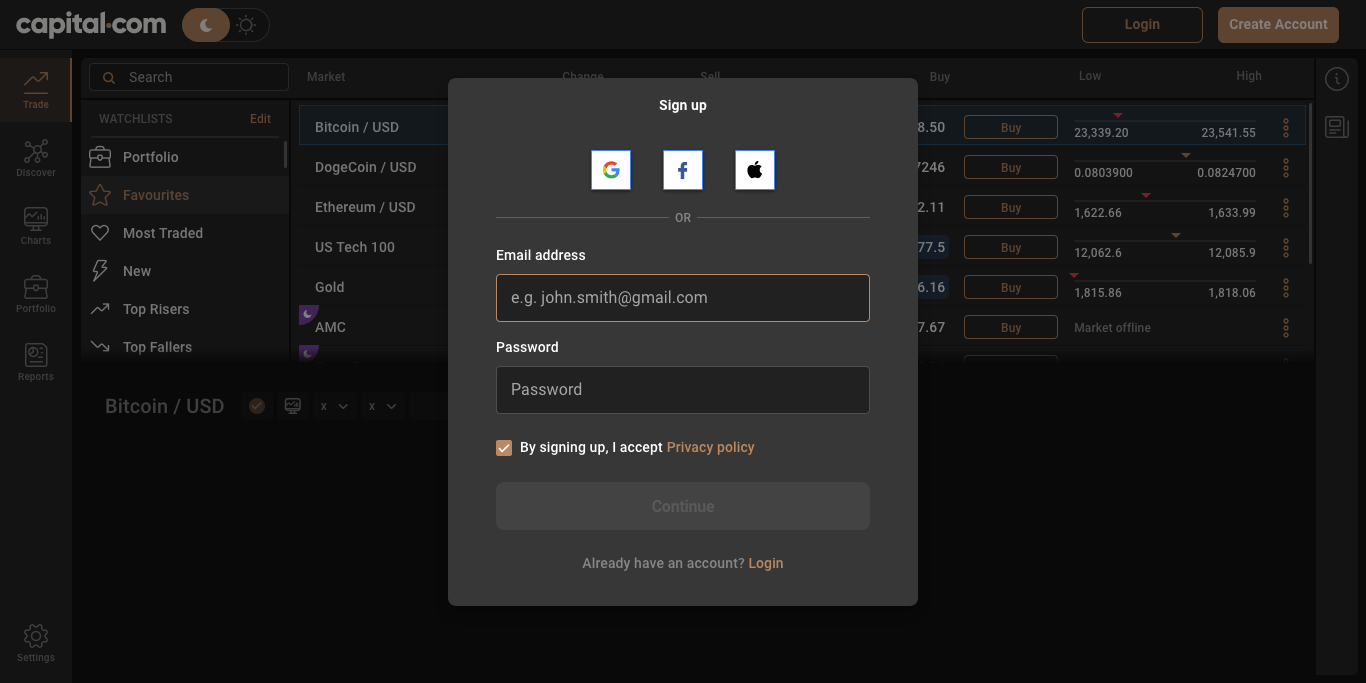 capital.com
Login
Create Account
Search
Market Change Sell Buy Low High
Sign up
Trade
WATCHLISTS Edit
Bitcoin / USD 8.50 Buy 23,339.20 23,541.55
Portfolio
Discover
DogeCoin / USD 7246 Buy 0.0803900 0.0824700
Favourites
Ethereum / USD 2.11 Buy 1,622.66 1,633.99
OR
Most Traded
Charts
US Tech 100 77.5 Buy 12,062.6 12,085.9
Email address
New
Gold 6.16 Buy 1,815.86 1,818.06
e.g. john.smith@gmail.com
Portfolio
Top Risers
AMC 7.67 Buy Market offline
Top Fallers
Password
Reports
Password
Bitcoin / USD x x
By signing up, I accept Privacy policy
Continue
Already have an account? Login
Settings